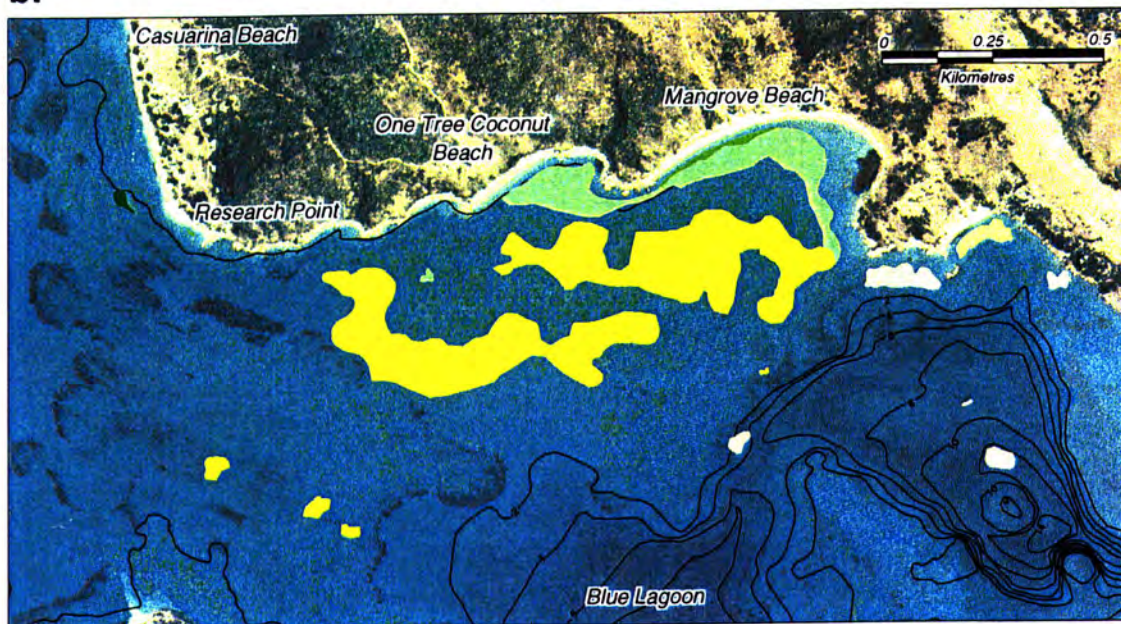 b.
Casuarina Beach
0 0.25 0.5
Kilometres
Mangrove Beach
One Tree Coconut
Beach
Research Point
Blue Lagoon